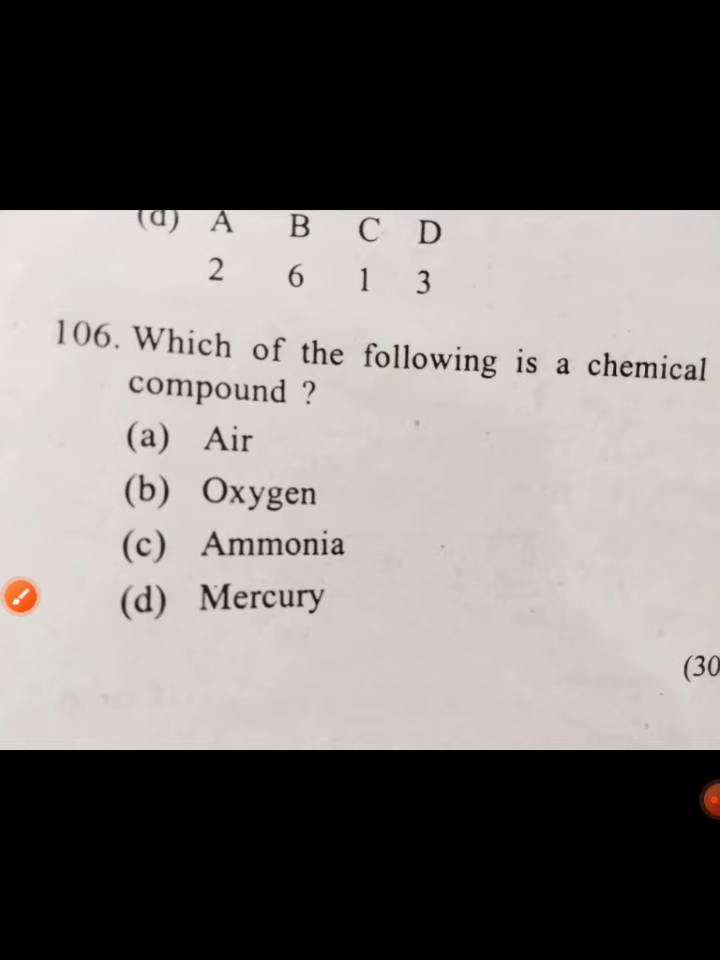 (d) A B C D
2 6 1 3
106. Which of the following is a chemical
compound ?
(a) Air
(b) Oxygen
(c) Ammonia
(d) Mercury
(30